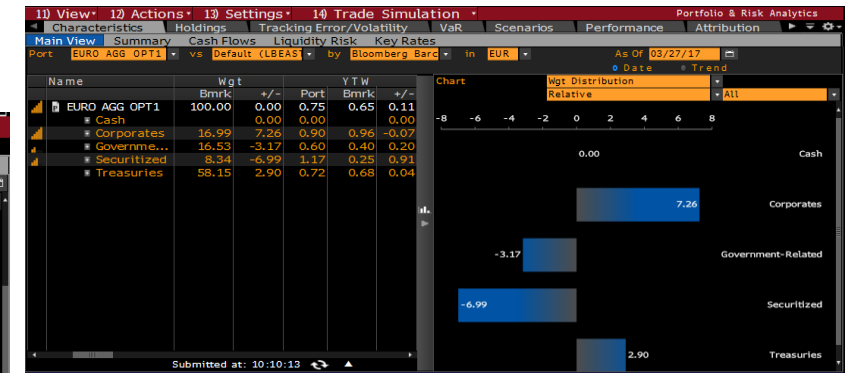 11) View 12) Actions 13) Settings 14) Trade Simulation Portfolio & Risk Analytics
Characteristics Holdings Tracking Error/Volatility VaR Scenarios Performance Attribution
Main View Summary Cash Flows Liquidity Risk Key Rates
Port EURO AGG OPT1 vs Default (LBEAS by Bloomberg Barc in EUR As Of 03/27/17
Date Trend
Name Wgt YTW
Bmrk +/- Port Bmrk +/-
EURO AGG OPT1 100.00 0.00 0.75 0.65 0.11
Cash 0.00 0.00 0.00
Corporates 16.99 7.26 0.90 0.96 -0.07
Governme... 16.53 -3.17 0.60 0.40 0.20
Securitized 8.34 -6.99 1.17 0.25 0.91
Treasuries 58.15 2.90 0.72 0.68 0.04
Submitted at: 10:10:13
Chart Wgt Distribution
Relative All
-8 -6 -4 -2 0 2 4 6 8
0.00 Cash
7.26 Corporates
-3.17 Government-Related
-6.99 Securitized
2.90 Treasuries